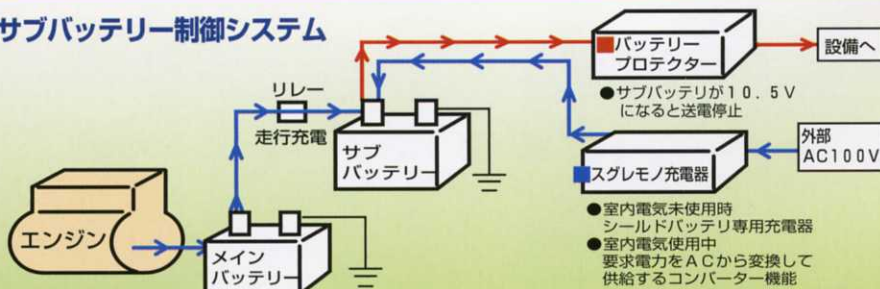 サブバッテリー制御システム
リレー
走行充電
サブ
バッテリー
エンジン
メイン
バッテリー
■バッテリー
プロテクター
設備へ
●サブバッテリが10.5V
になると送電停止
外部
AC100V
■スグレモノ充電器
●室内電気未使用時
シールドバッテリ専用充電器
●室内電気使用中
要求電力をACから変換して
供給するコンバーター機能